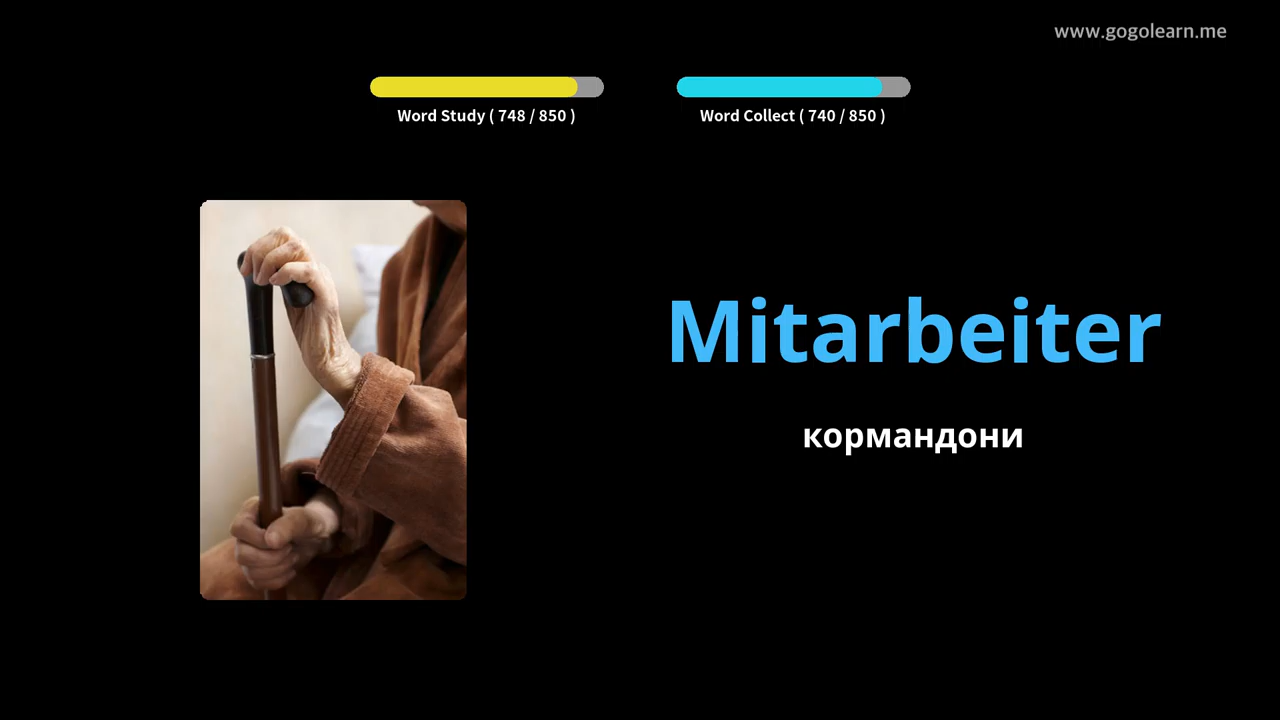 www.gogolearn.me
Word Study ( 748 / 850 )
Word Collect ( 740 / 850 )
Mitarbeiter
кормандони